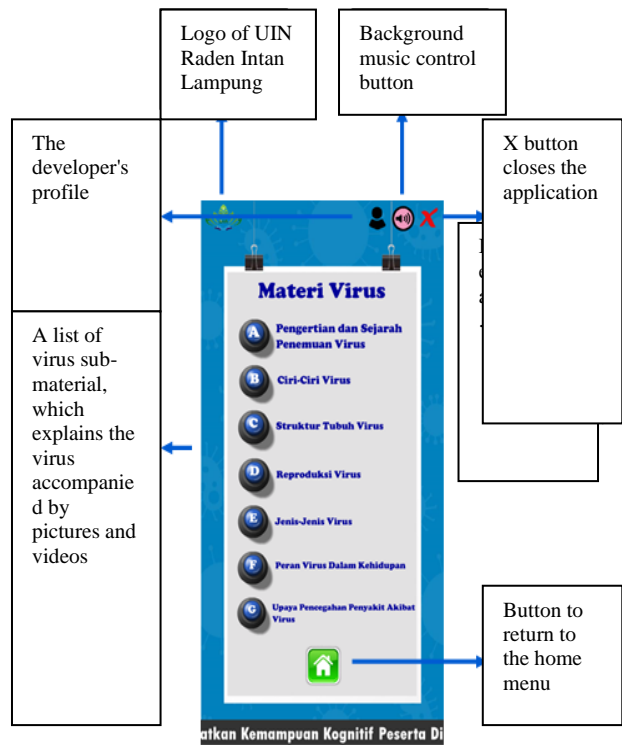 Logo of UIN
Raden Intan
Lampung
Background
music control
button
The
developer's
profile
X button
closes the
application
A list of
virus sub-
material,
which
explains the
virus
accompanie
d by
pictures and
videos
Materi Virus
A
Pengertian dan Sejarah
Penemuan Virus
B
Ciri-Ciri Virus
C
Struktur Tubuh Virus
D
Reproduksi Virus
E
Jenis-Jenis Virus
F
Peran Virus Dalam Kehidupan
G
Upaya Pencegahan Penyakit Akibat
Virus
Button to
return to
the home
menu
atkan Kemampuan Kognitif Peserta Di